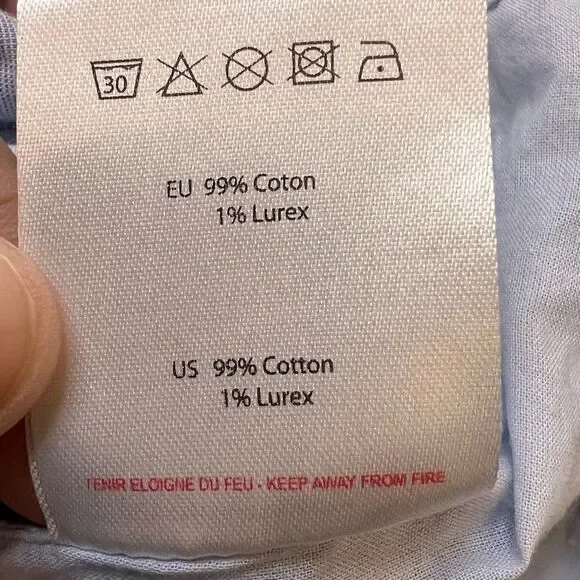 30
EU 99% Coton
1% Lurex
US 99% Cotton
1% Lurex
TENIR ELOIGNE DU FEU - KEEP AWAY FROM FIRE